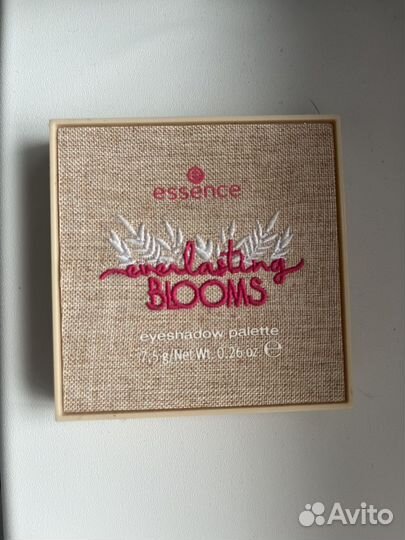 essence
everlasting
BLOOMS
eyeshadow palette
7.5 g/Net Wt. 0.26 oz ℮
Avito